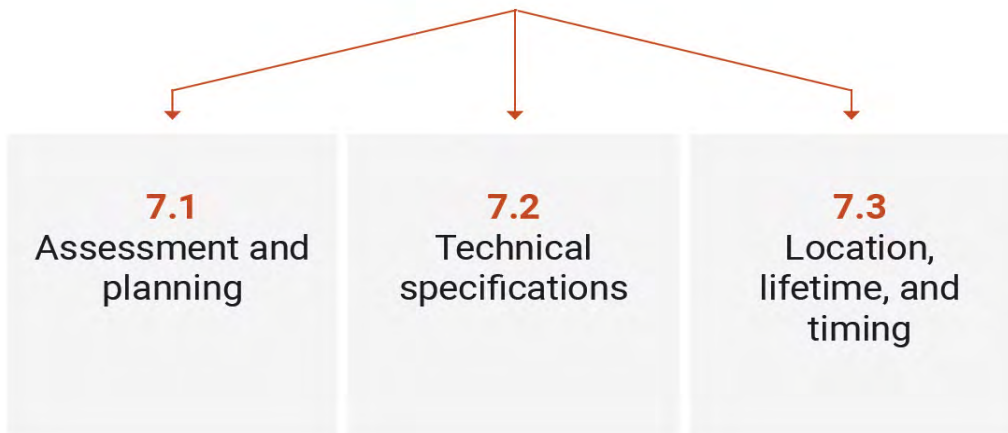 7.1
Assessment and
planning
7.2
Technical
specifications
7.3
Location,
lifetime, and
timing